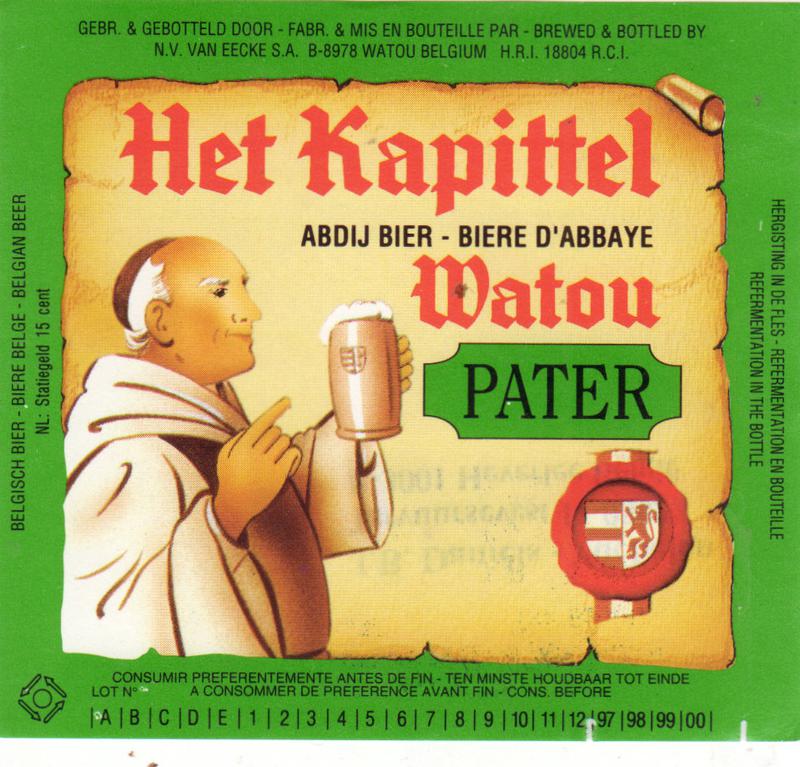 GEBR. & GEBOTTELD DOOR - FABR. & MIS EN BOUTEILLE PAR - BREWED & BOTTLED BY
N.V. VAN EECKE S.A. B-8978 WATOU BELGIUM H.R.I. 18804 R.C.I.
Het Kapittel
ABDIJ BIER - BIERE D'ABBAYE
Watou
PATER
BELGISCH BIER - BIERE BELGE - BELGIAN BEER
NL: Statiegeld 15 cent
HERGISTING IN DE FLES - REFERMENTATION EN BOUTEILLE
REFERMENTATION IN THE BOTTLE
CONSUMIR PREFERENTEMENTE ANTES DE FIN - TEN MINSTE HOUDBAAR TOT EINDE
LOT N° A CONSOMMER DE PREFERENCE AVANT FIN - CONS. BEFORE
|A|B|C|D|E|1|2|3|4|5|6|7|8|9|10|11|12|97|98|99|00|